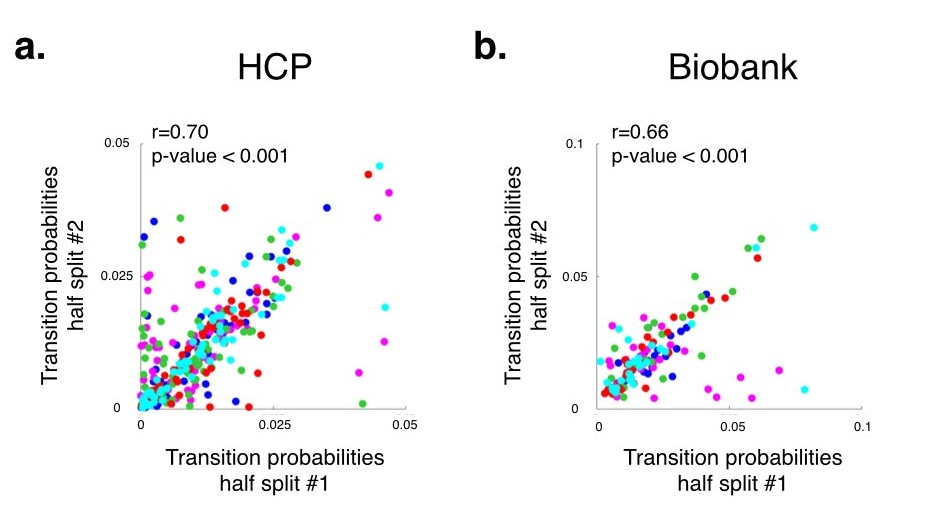 a.
HCP
r=0.70
p-value < 0.001
Transition probabilities
half split #2
0.05
0.025
0
0
0.025
0.05
Transition probabilities
half split #1
b.
Biobank
r=0.66
p-value < 0.001
Transition probabilities
half split #2
0.1
0.05
0
0
0.05
0.1
Transition probabilities
half split #1